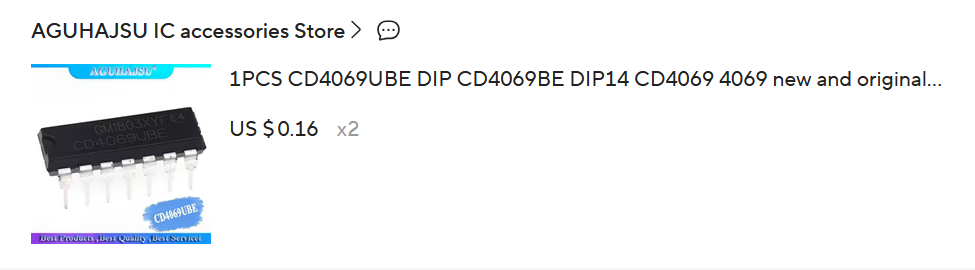 AGUHAJSU IC accessories Store
AGUHAJSU
1PCS CD4069UBE DIP CD4069BE DIP14 CD4069 4069 new and original...
US $0.16 x2
GM1803XYF E4
CD4069UBE
CD4069UBE
Best Products ,Best Quality ,Best Service!